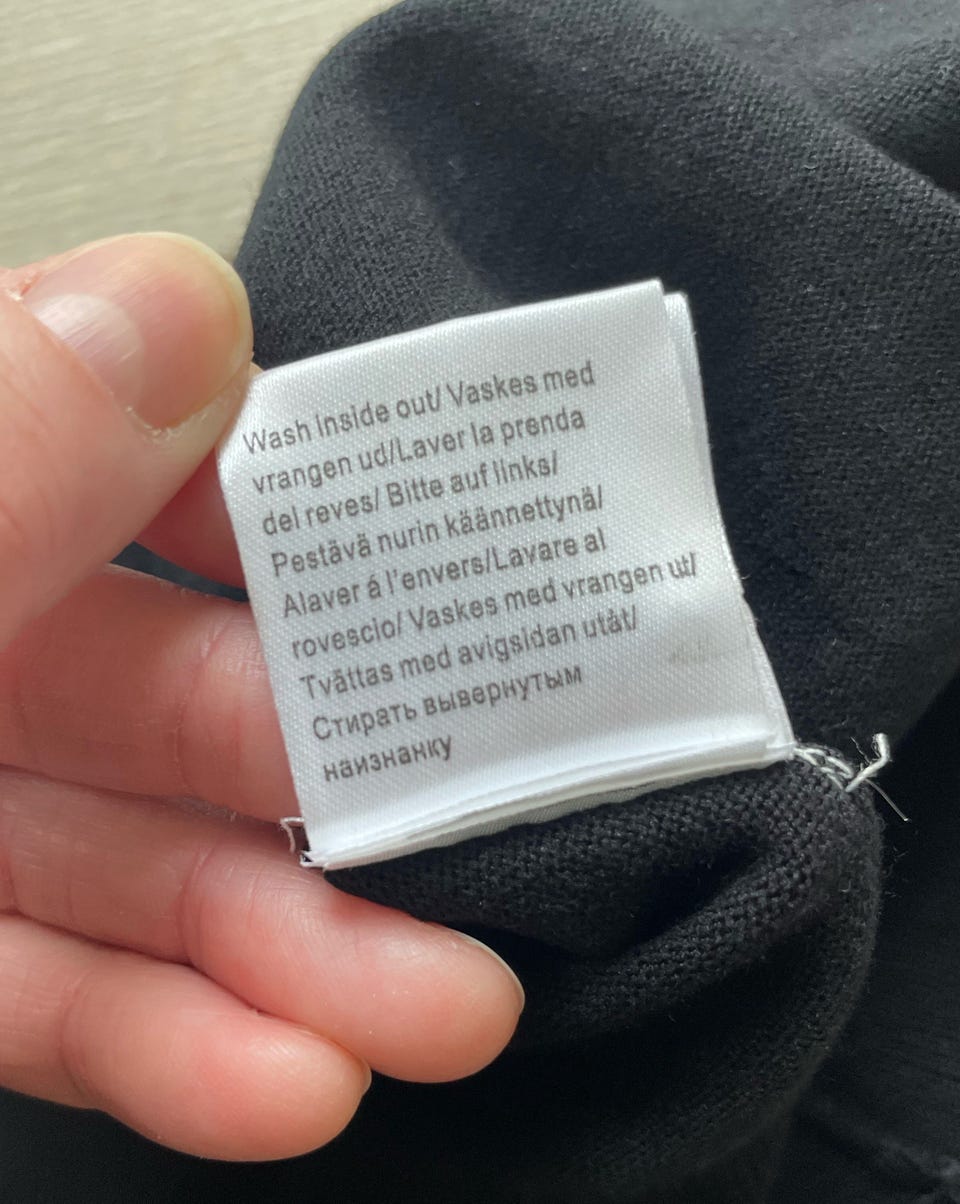 Wash inside out/ Vaskes med
vrangen ud/Laver la prenda
del reves/ Bitte auf links/
Pestävä nurin käännettynä/
Alaver á l'envers/Lavare al
rovescio/ Vaskes med vrangen ut/
Tvättas med avigsidan utåt/
Стирать вывернутым
наизнанку